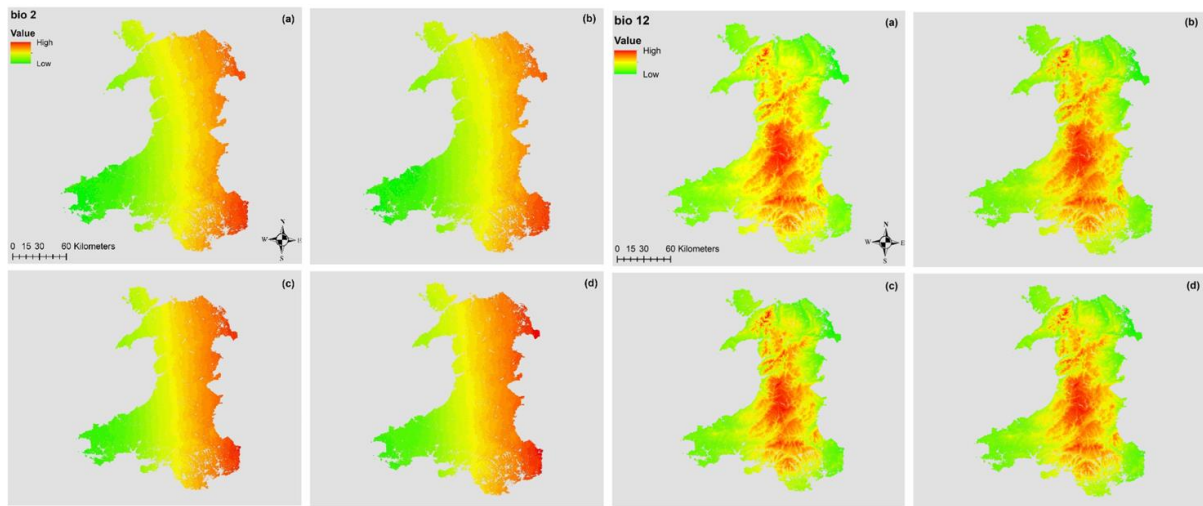 bio 2
Value
High
Low
(a)
0 15 30 60 Kilometers
N
W E
S
(b)
(c)
(d)
bio 12
Value
High
Low
(a)
0 15 30 60 Kilometers
N
W E
S
(b)
(c)
(d)